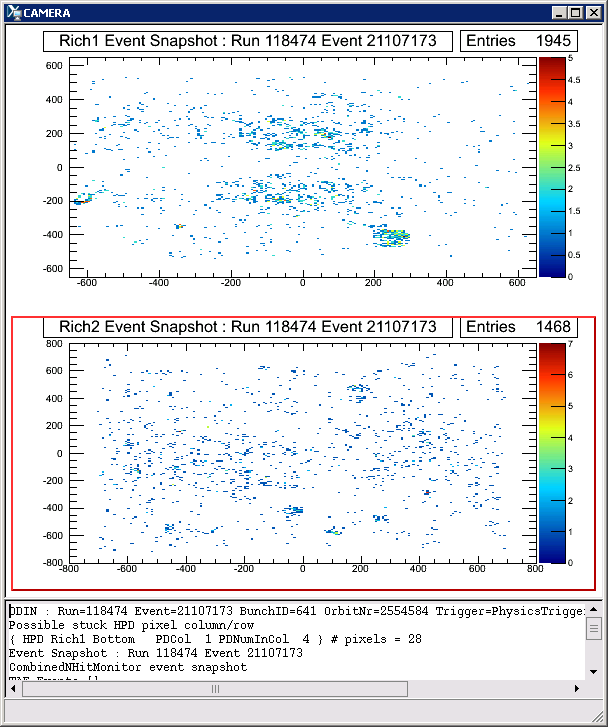 CAMERA
Rich1 Event Snapshot : Run 118474 Event 21107173
Entries 1945
600
400
200
0
-200
-400
-600
-600 -400 -200 0 200 400 600
5
4.5
4
3.5
3
2.5
2
1.5
1
0.5
0
Rich2 Event Snapshot : Run 118474 Event 21107173
Entries 1468
800
600
400
200
0
-200
-400
-600
-800
-800 -600 -400 -200 0 200 400 600 800
7
6
5
4
3
2
1
0
ODIN : Run=118474 Event=21107173 BunchID=641 OrbitNr=2554584 Trigger=PhysicsTrigge
Possible stuck HPD pixel column/row
{ HPD Rich1 Bottom PDCol 1 PDNumInCol 4 } # pixels = 28
Event Snapshot : Run 118474 Event 21107173
CombinedNHitMonitor event snapshot
TAE Events []